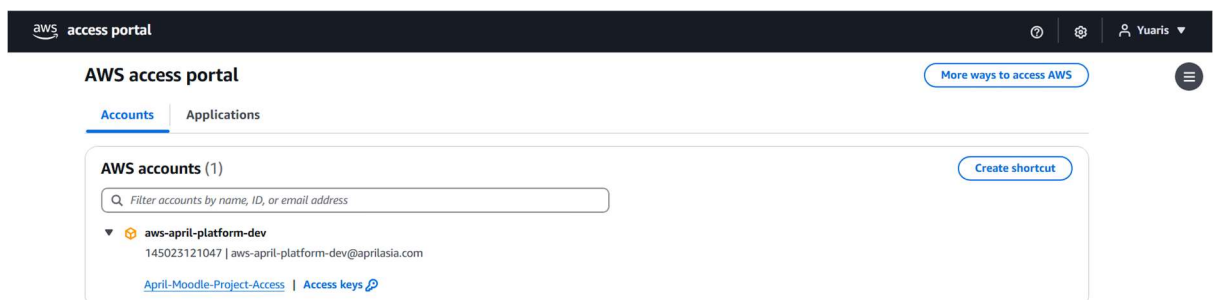 aws access portal
Yuaris
AWS access portal
More ways to access AWS
Accounts
Applications
AWS accounts (1)
Create shortcut
Filter accounts by name, ID, or email address
aws-april-platform-dev
145023121047 | aws-april-platform-dev@aprilasia.com
April-Moodle-Project-Access | Access keys